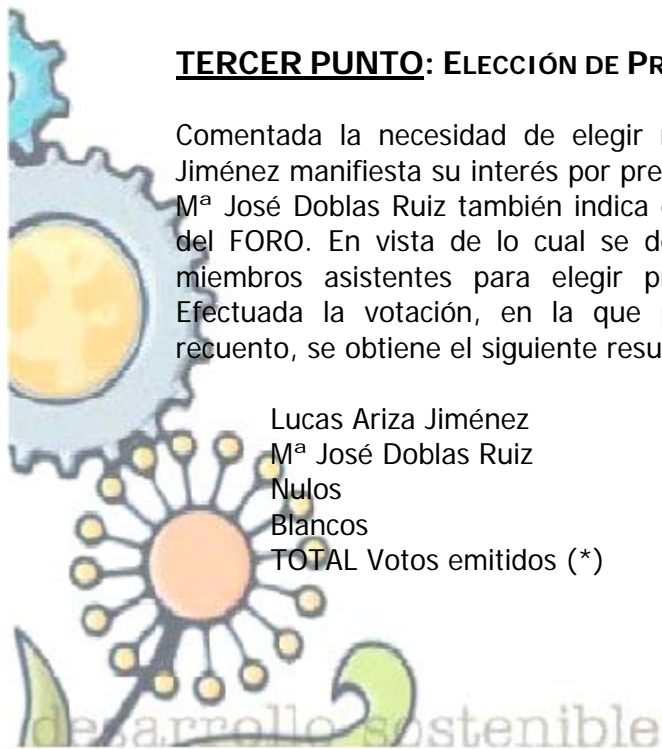 TERCER PUNTO: ELECCIÓN DE PR
Comentada la necesidad de elegir
Jiménez manifiesta su interés por pre
Mª José Doblas Ruiz también indica
del FORO. En vista de lo cual se de
miembros asistentes para elegir pr
Efectuada la votación, en la que
recuento, se obtiene el siguiente resu
Lucas Ariza Jiménez
Mª José Doblas Ruiz
Nulos
Blancos
TOTAL Votos emitidos (*)
desarrollo sostenible